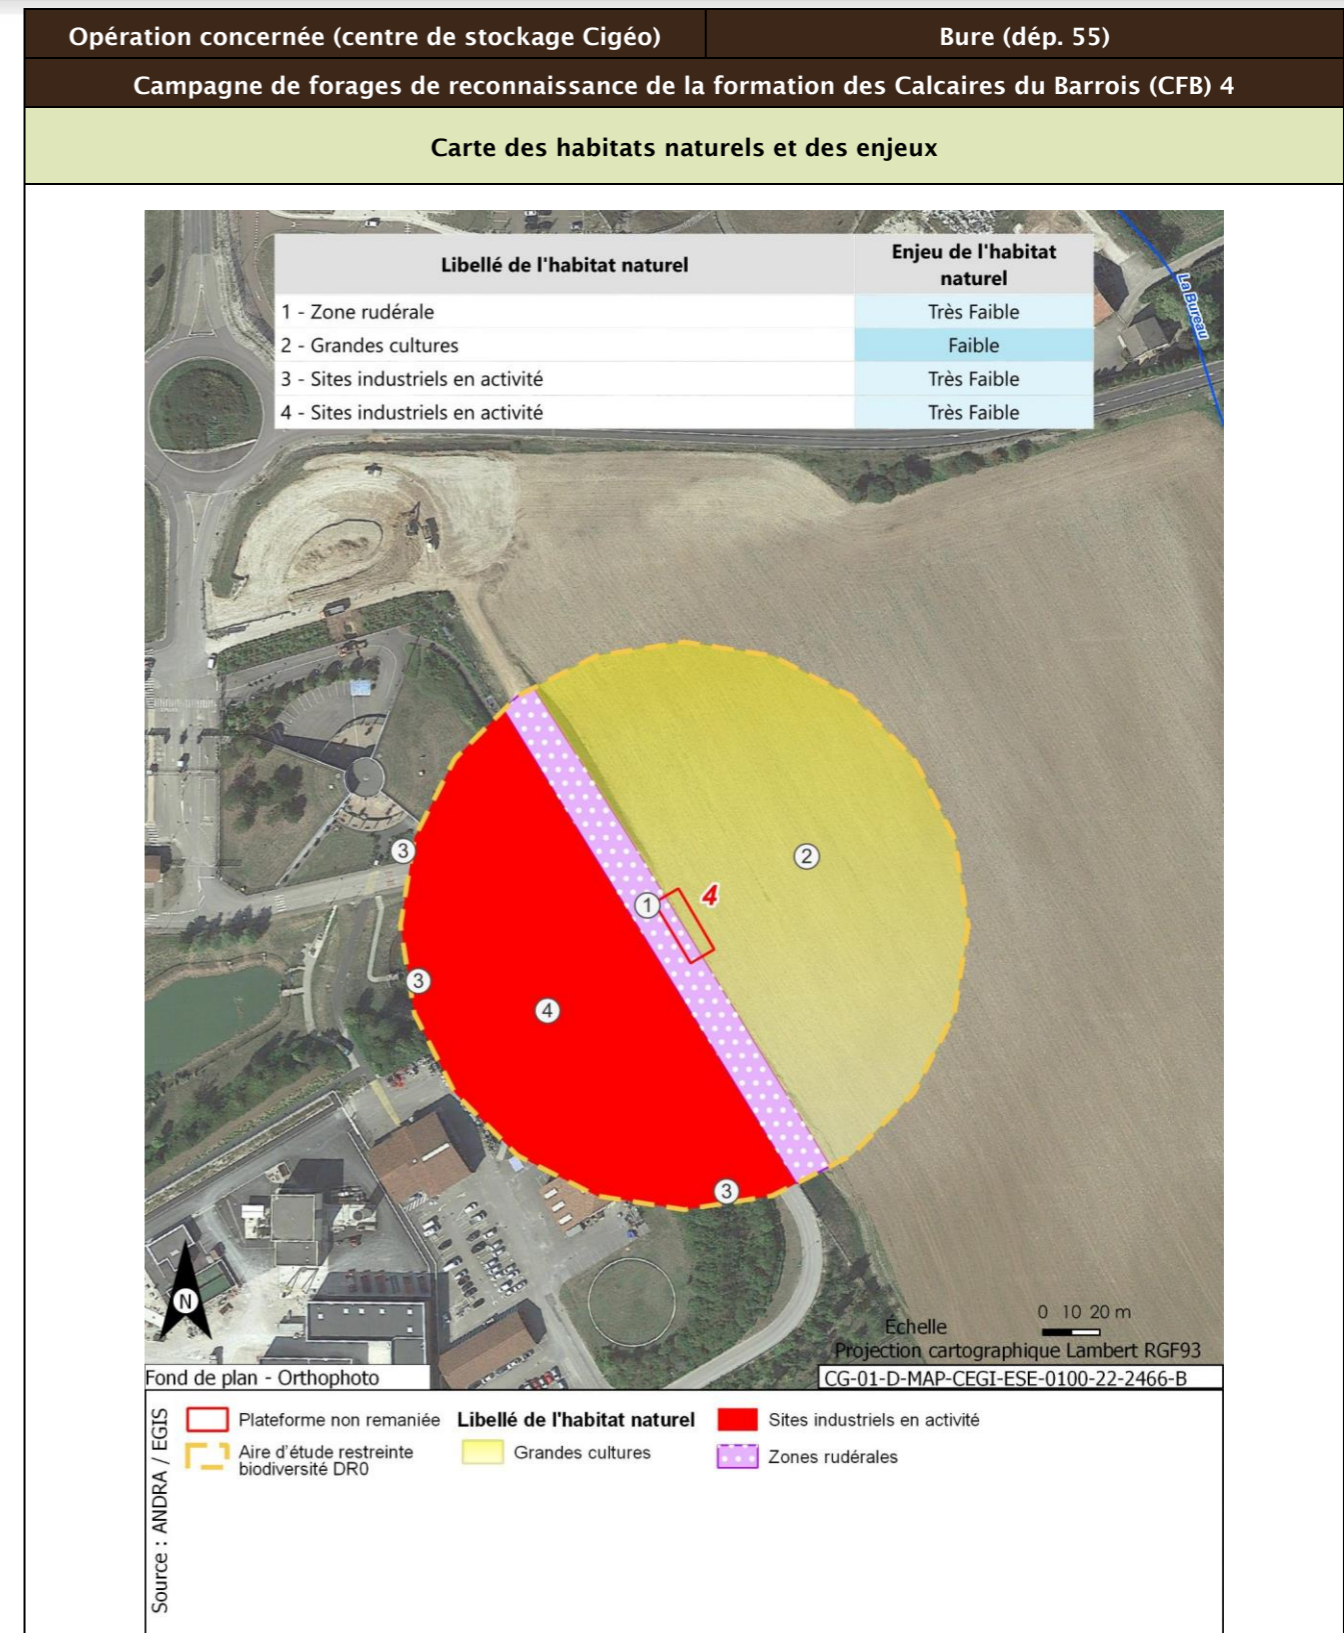 Opération concernée (centre de stockage Cigéo)
Bure (dép. 55)
Campagne de forages de reconnaissance de la formation des Calcaires du Barrois (CFB) 4
Carte des habitats naturels et des enjeux
Libellé de l'habitat naturel
Enjeu de l'habitat
naturel
1 - Zone rudérale
Très Faible
2 - Grandes cultures
Faible
3 - Sites industriels en activité
Très Faible
4 - Sites industriels en activité
Très Faible
La Bureau
3
1
4
2
3
4
3
N
0 10 20 m
Échelle
Projection cartographique Lambert RGF93
Fond de plan - Orthophoto
CG-01-D-MAP-CEGI-ESE-0100-22-2466-B
Source : ANDRA / EGIS
Plateforme non remaniée
Aire d'étude restreinte
biodiversité DR0
Libellé de l'habitat naturel
Grandes cultures
Sites industriels en activité
Zones rudérales